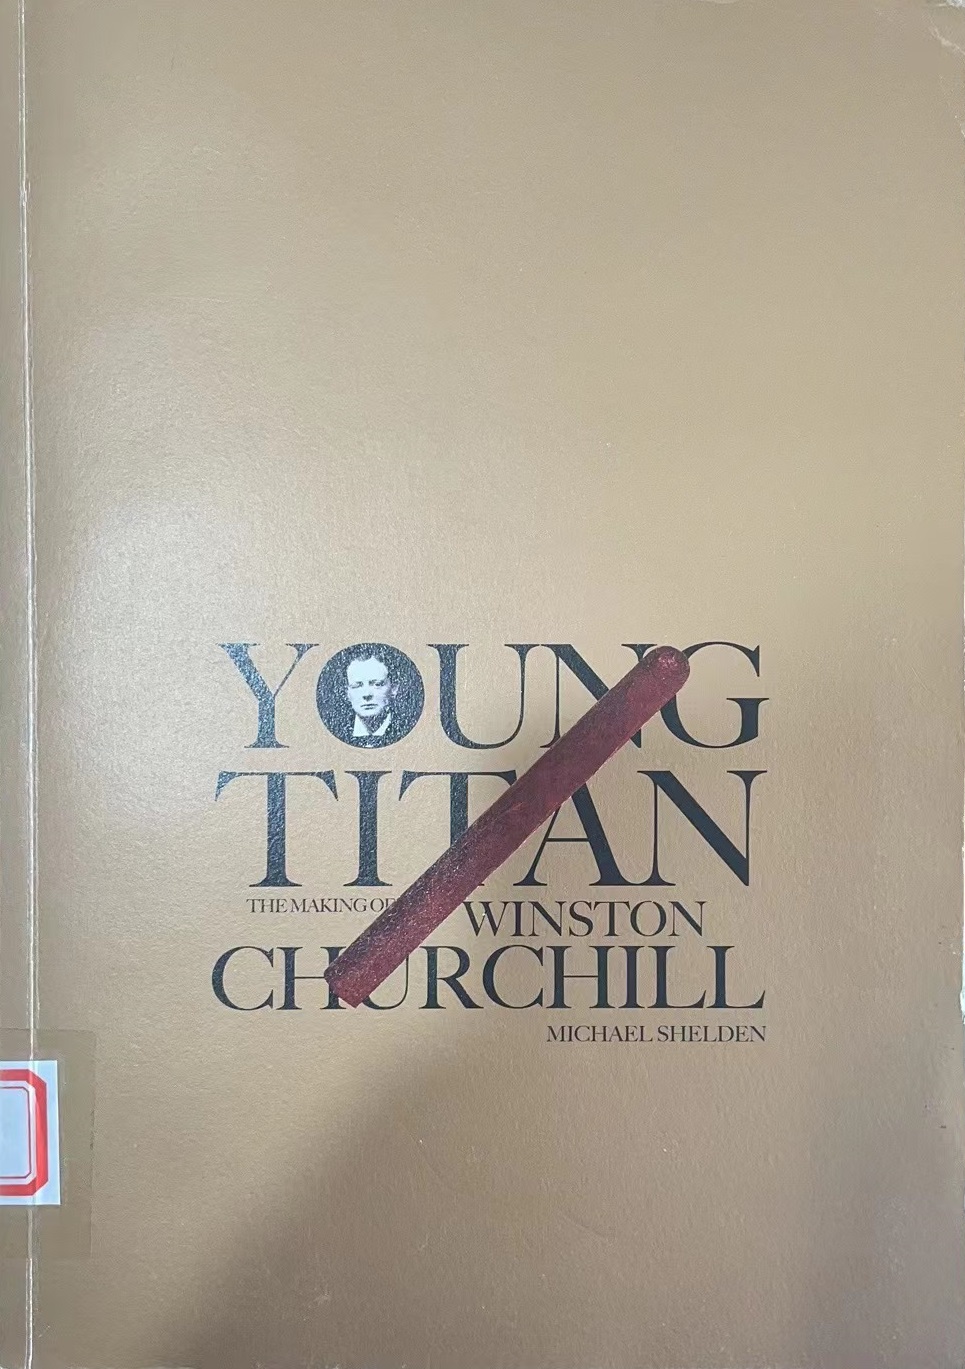 YOUNG
TITAN
THE MAKING OF WINSTON
CHURCHILL
MICHAEL SHELDEN